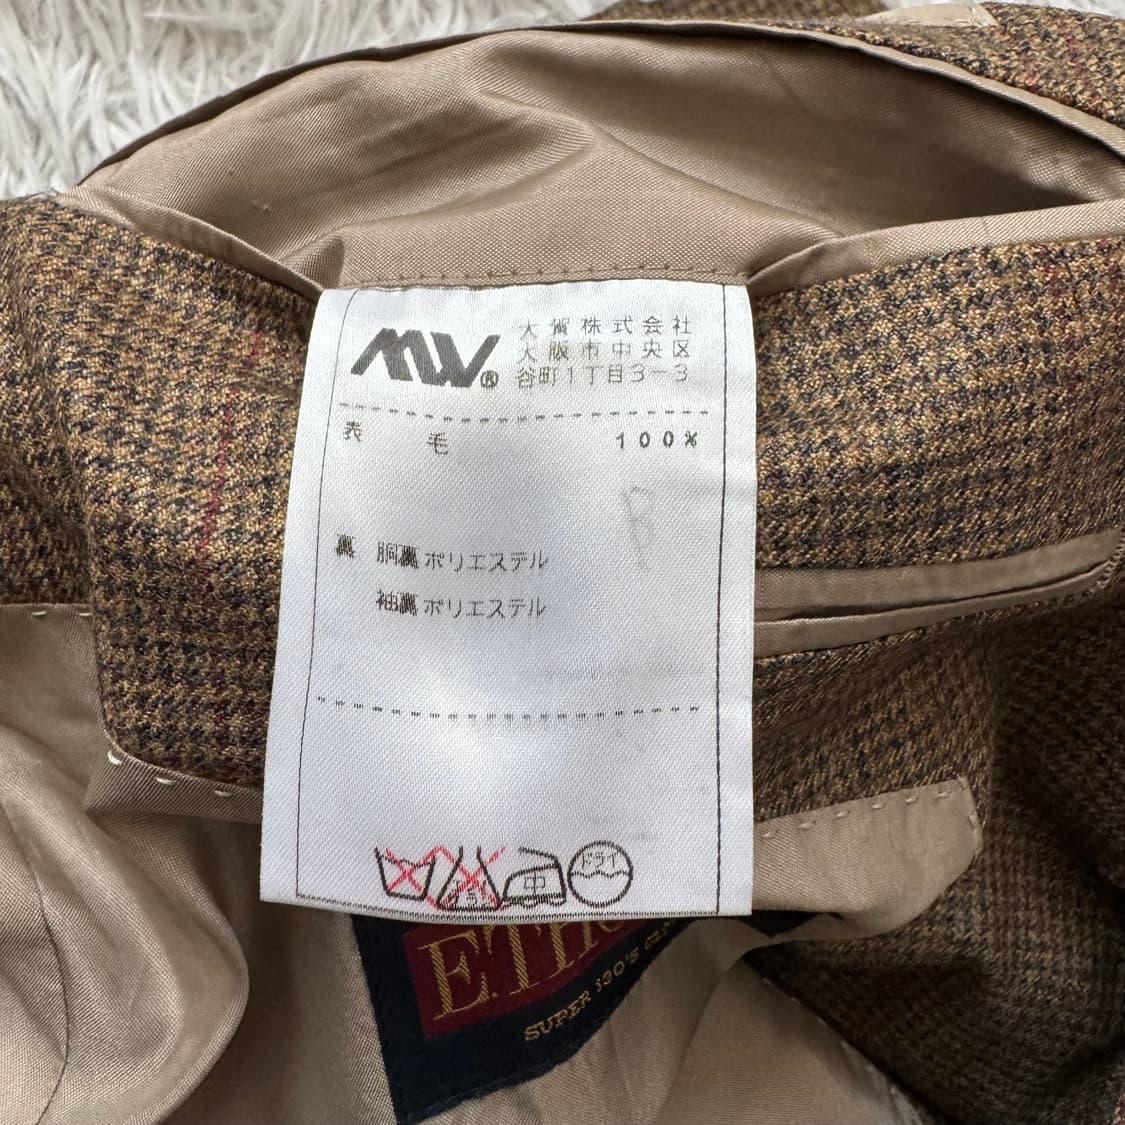 MW®
大賀株式会社
大阪市中央区
谷町1丁目3-3
表 毛 100%
裏 胴裏 ポリエステル
袖裏 ポリエステル
中 ドライ
SUPER 130'S